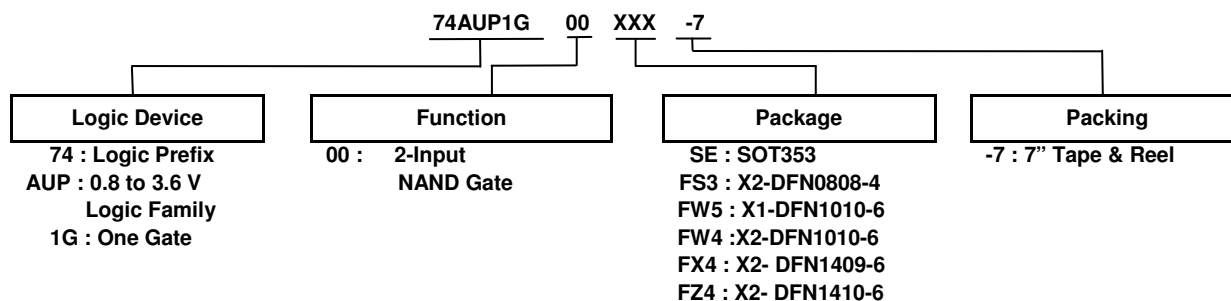 74AUP1G 00 XXX -7
Logic Device
74 : Logic Prefix
AUP : 0.8 to 3.6 V
Logic Family
1G : One Gate
Function
00 : 2-Input
NAND Gate
Package
SE : SOT353
FS3 : X2-DFN0808-4
FW5 : X1-DFN1010-6
FW4 :X2-DFN1010-6
FX4 : X2- DFN1409-6
FZ4 : X2- DFN1410-6
Packing
-7 : 7” Tape & Reel